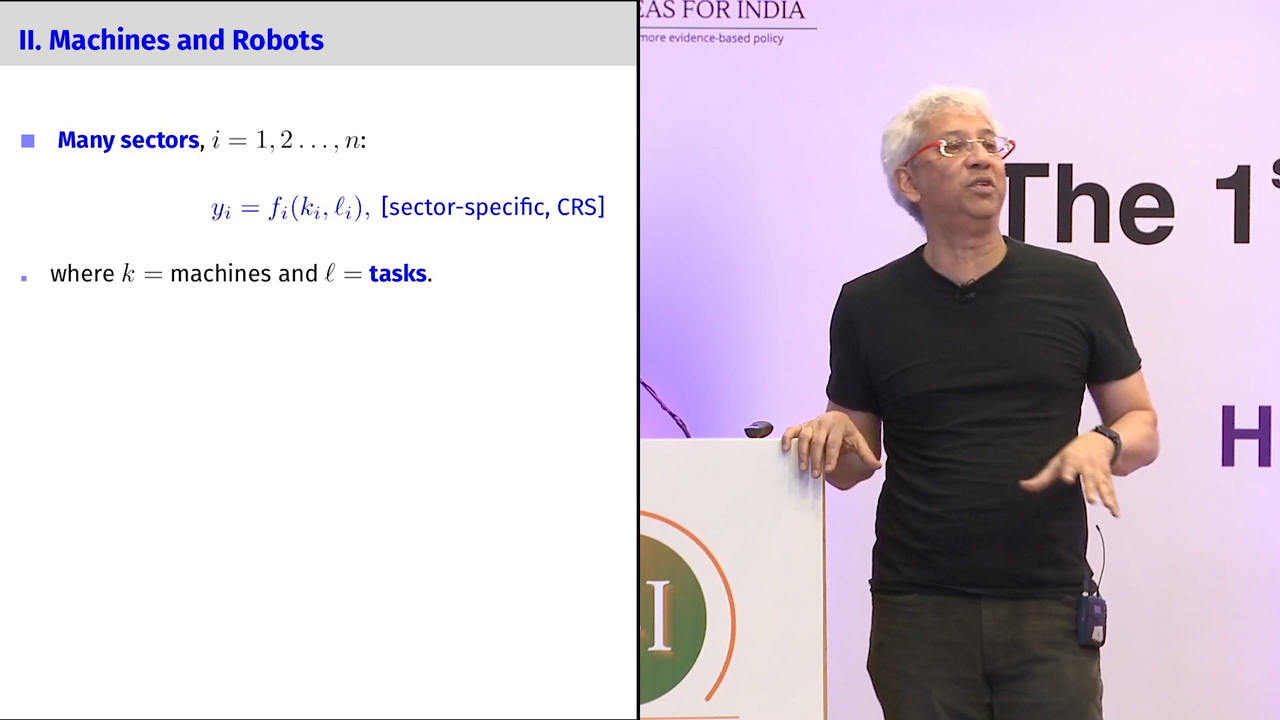 II. Machines and Robots
Many sectors, i = 1, 2 . . . , n:
y_i = f_i(k_i, ℓ_i), [sector-specific, CRS]
where k = machines and ℓ = tasks.
EAS FOR INDIA
more evidence-based policy
The 1s
H
I